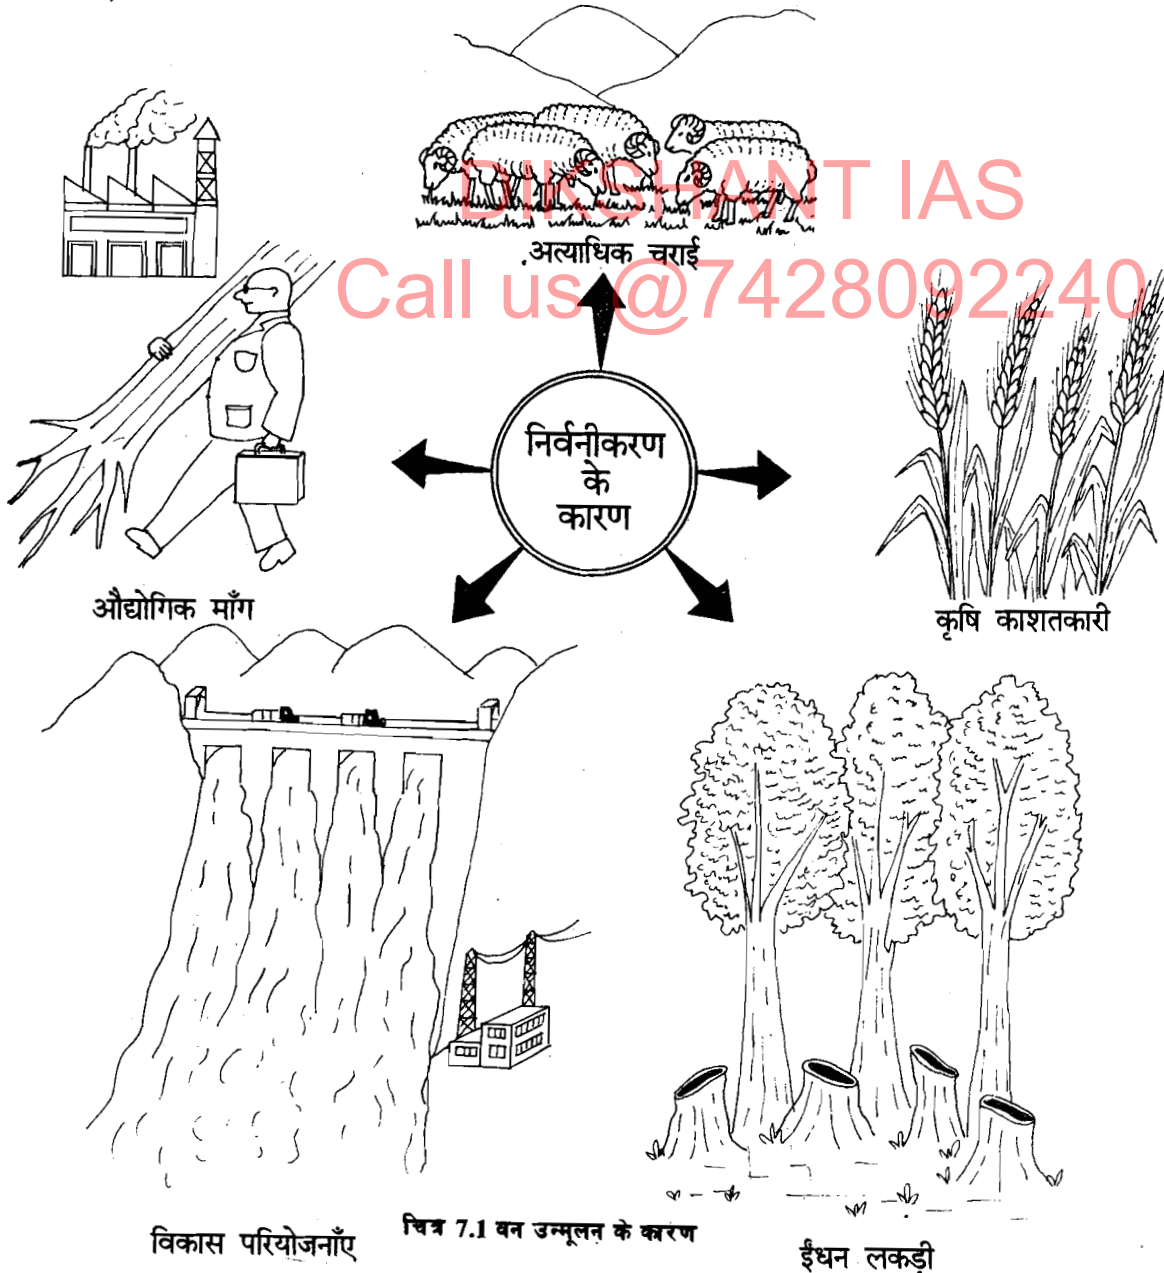 DIKSHANT IAS
.अत्याधिक चराई
Call us @7428092240
निर्वनीकरण
के
कारण
औद्योगिक माँग
कृषि काशतकारी
विकास परियोजनाँए
चित्र 7.1 वन उन्मूलन के कारण
ईंधन लकड़ी